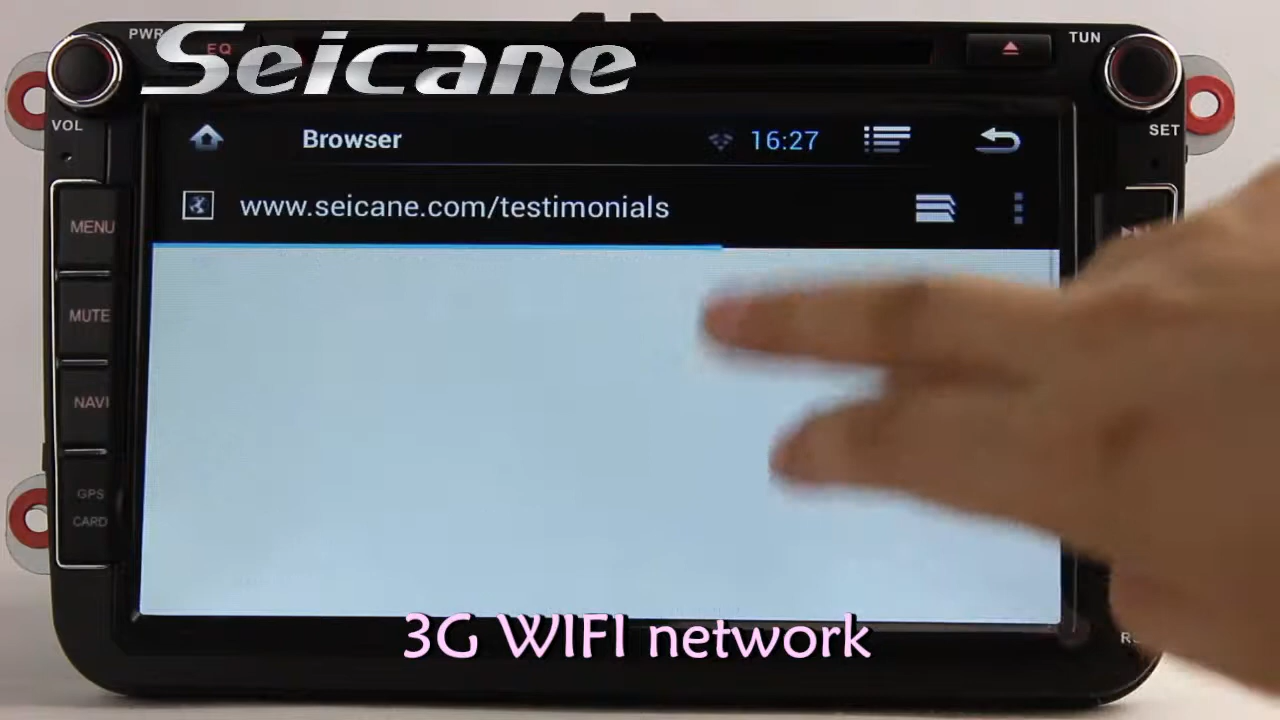 PWR
EQ
Seicane
TUN
VOL
SET
Browser
16:27
www.seicane.com/testimonials
MENU
MUTE
NAVI
GPS
CARD
3G WIFI network